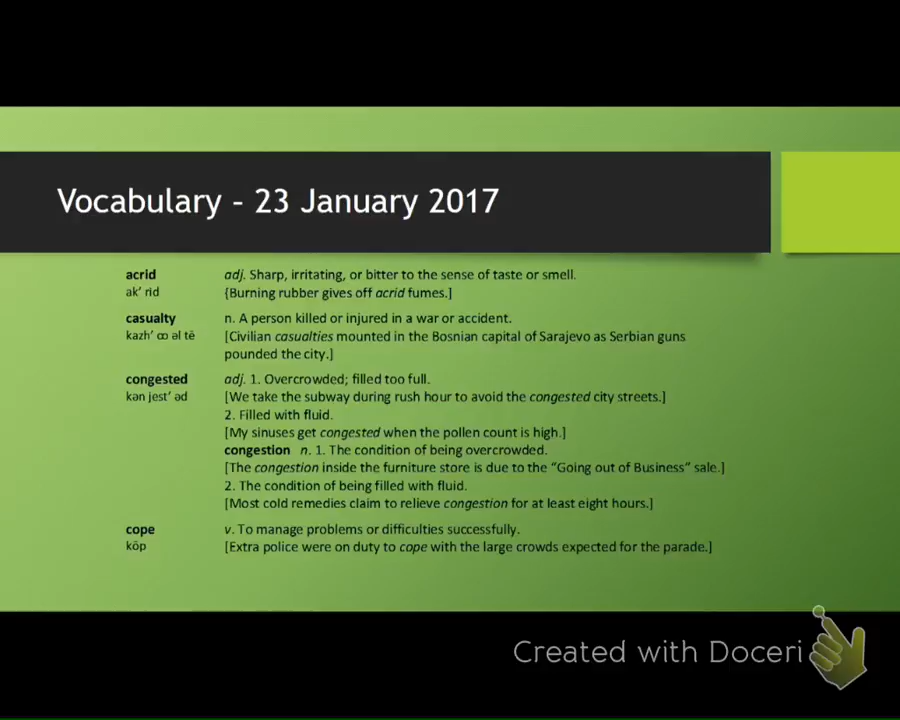 Vocabulary – 23 January 2017
acrid adj. Sharp, irritating, or bitter to the sense of taste or smell.
ak′ rid {Burning rubber gives off acrid fumes.]
casualty n. A person killed or injured in a war or accident.
kazh′ ꝏ əl tē [Civilian casualties mounted in the Bosnian capital of Sarajevo as Serbian guns
pounded the city.]
congested adj. 1. Overcrowded; filled too full.
kən jest′ əd [We take the subway during rush hour to avoid the congested city streets.]
2. Filled with fluid.
[My sinuses get congested when the pollen count is high.]
congestion n. 1. The condition of being overcrowded.
[The congestion inside the furniture store is due to the “Going out of Business” sale.]
2. The condition of being filled with fluid.
[Most cold remedies claim to relieve congestion for at least eight hours.]
cope v. To manage problems or difficulties successfully.
kōp [Extra police were on duty to cope with the large crowds expected for the parade.]
Created with Doceri